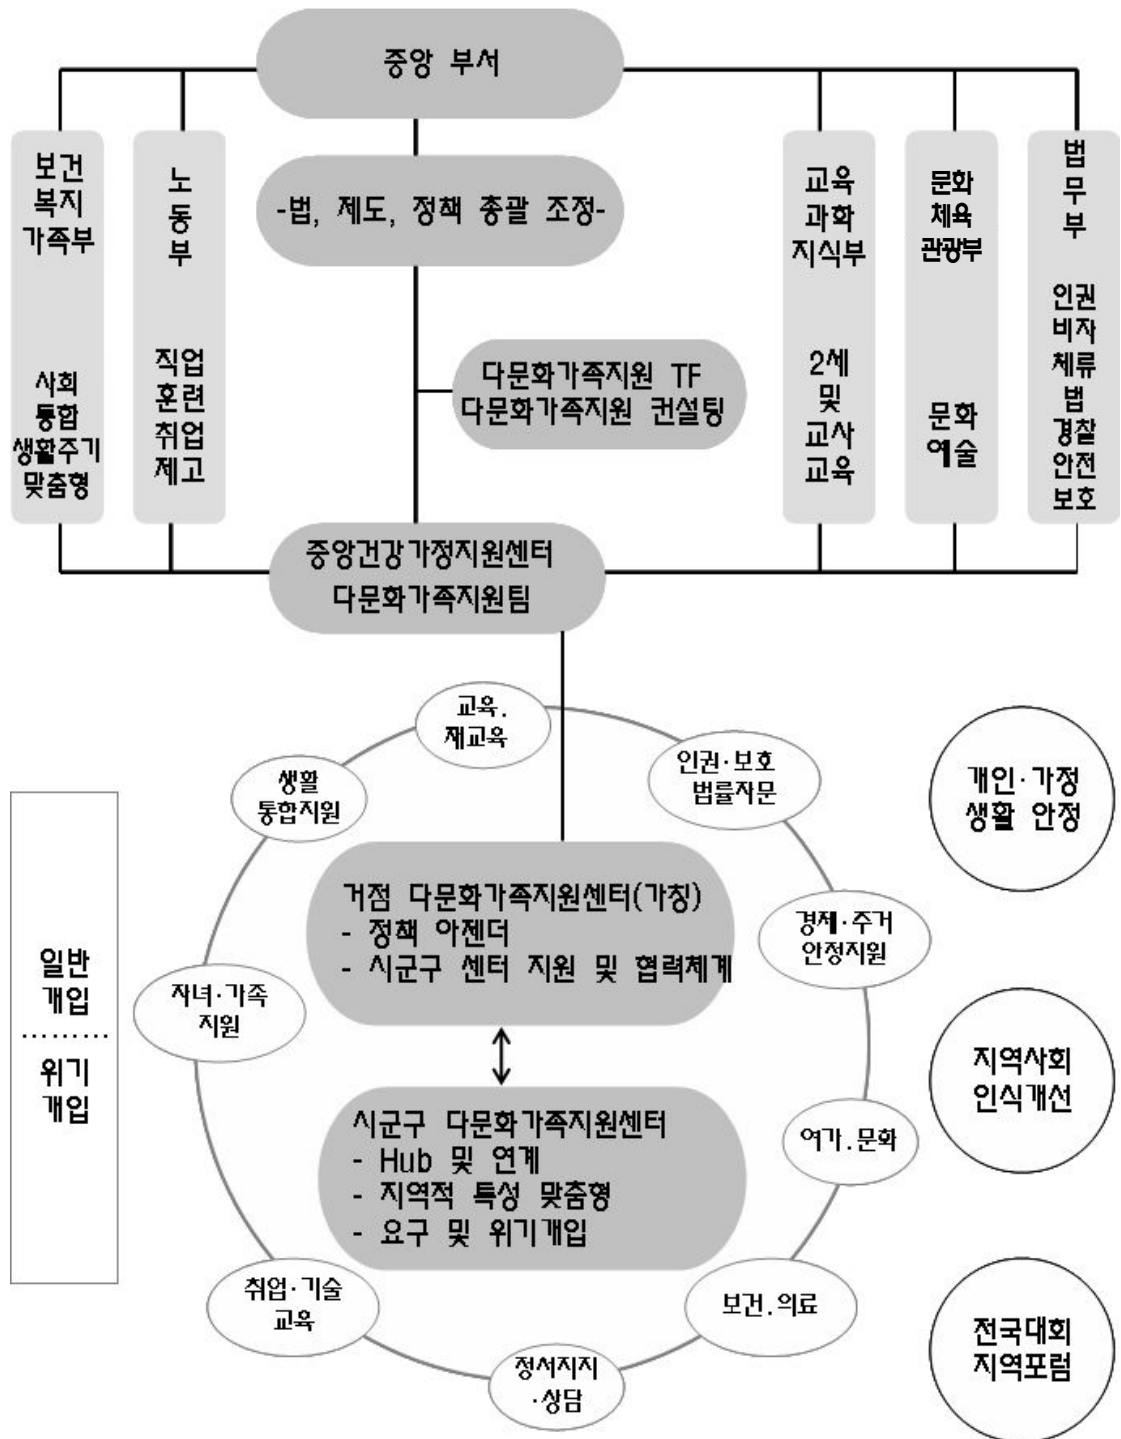 중앙 부서
보건
복지
가족부
사회
통합
생활주기
맞춤형
노
동
부
직업
훈련
취업
제고
-법, 제도, 정책 총괄 조정-
다문화가족지원 TF
다문화가족지원 컨설팅
교육
과화
지식부
2세
및
교사
교육
문화
체육
관광부
문화
예술
법
무
부
인권
비자
체류
법
경찰
안전
보호
중앙건강가정지원센터
다문화가족지원팀
교육.
재교육
생활
통합지원
인권·보호
법률자문
개인·가정
생활 안정
거점 다문화가족지원센터(가칭)
- 정책 아젠더
- 시군구 센터 지원 및 협력체계
경제·주거
안정지원
일반
개입
위기
개입
자녀·가족
지원
지역사회
인식개선
시군구 다문화가족지원센터
- Hub 및 연계
- 지역적 특성 맞춤형
- 요구 및 위기개입
여가.문화
취업·기술
교육
보건.의료
정서지지
·상담
전국대회
지역포럼